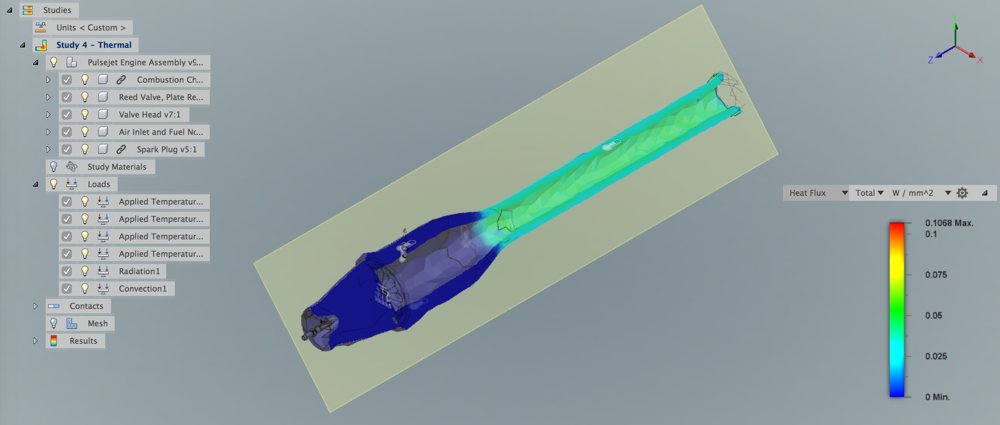 Studies
Units < Custom >
Study 4 - Thermal
Pulsejet Engine Assembly v9...
Combustion Ch...
Reed Valve, Plate Re...
Valve Head v7:1
Air Inlet and Fuel Nc...
Spark Plug v5:1
Study Materials
Loads
Applied Temperatur...
Applied Temperatur...
Applied Temperatur...
Applied Temperatur...
Radiation1
Convection1
Contacts
Mesh
Results
Y
Z
X
Heat Flux Total W / mm^2
0.1068 Max.
0.1
0.075
0.05
0.025
0 Min.